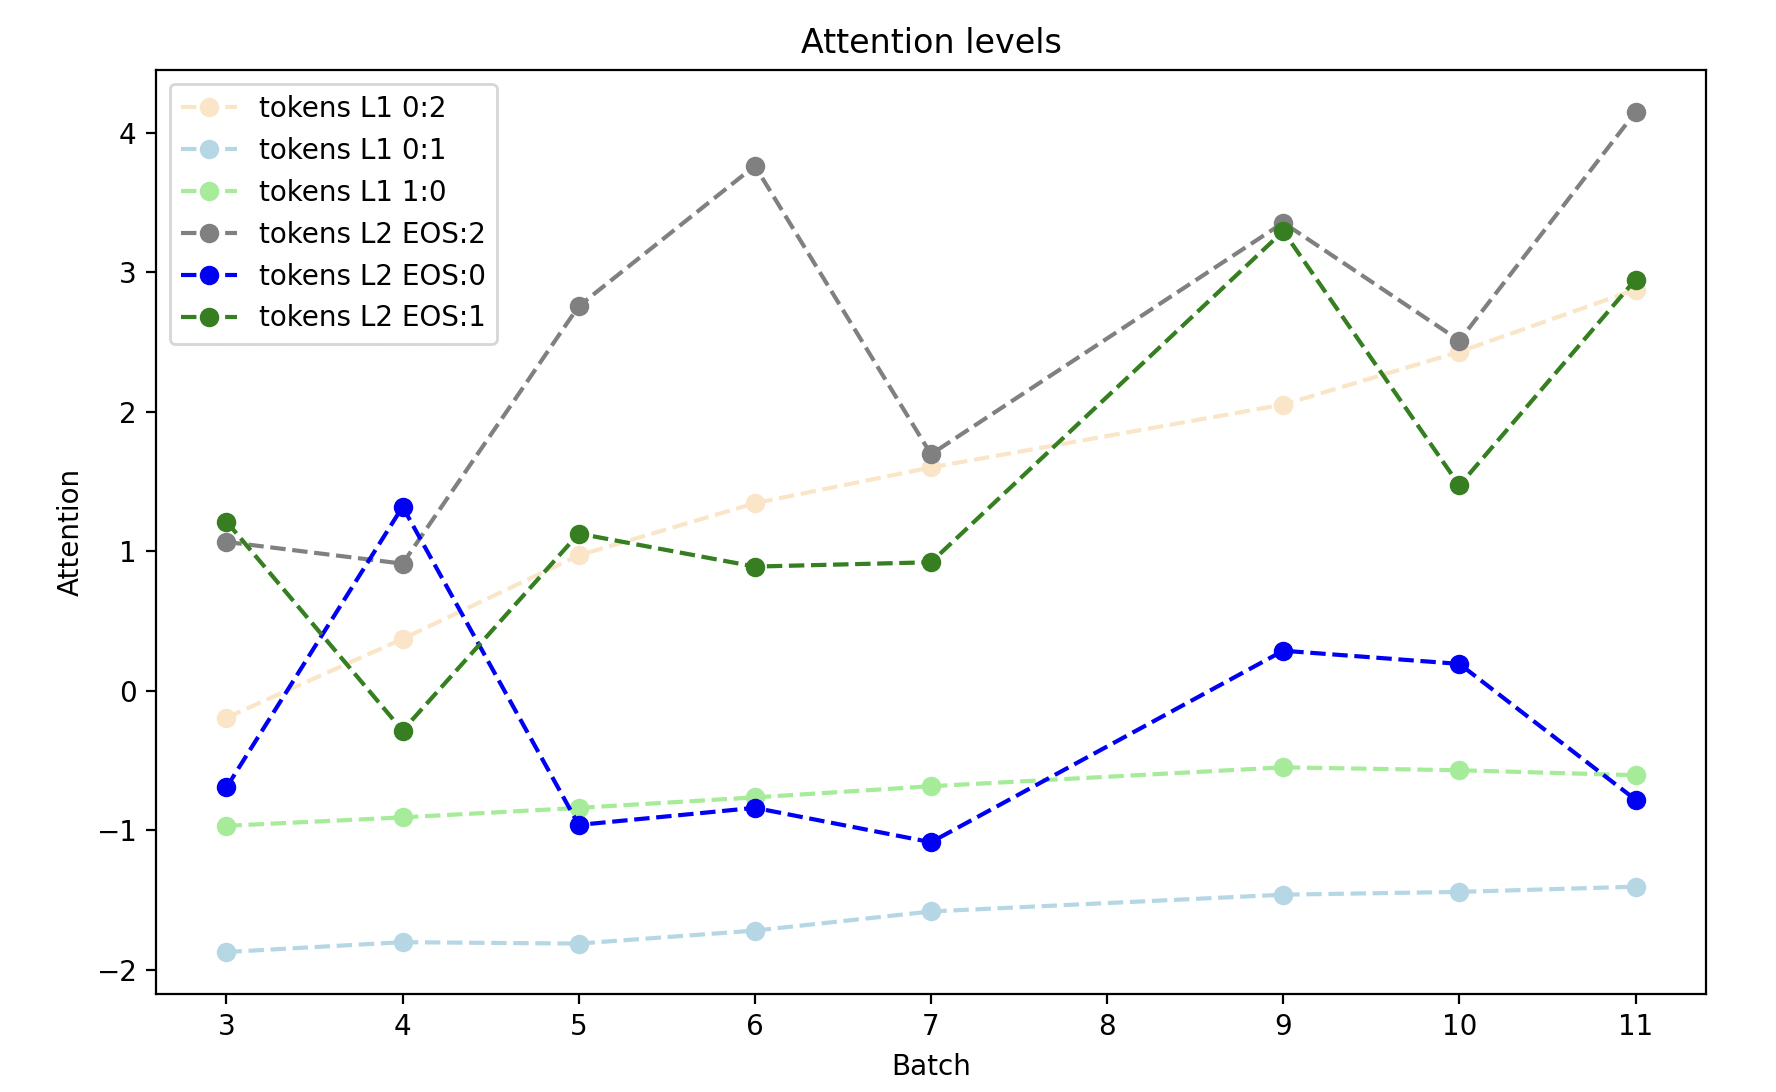 Attention levels
tokens L1 0:2
tokens L1 0:1
tokens L1 1:0
tokens L2 EOS:2
tokens L2 EOS:0
tokens L2 EOS:1
4
3
2
1
0
−1
−2
Attention
3 4 5 6 7 8 9 10 11
Batch